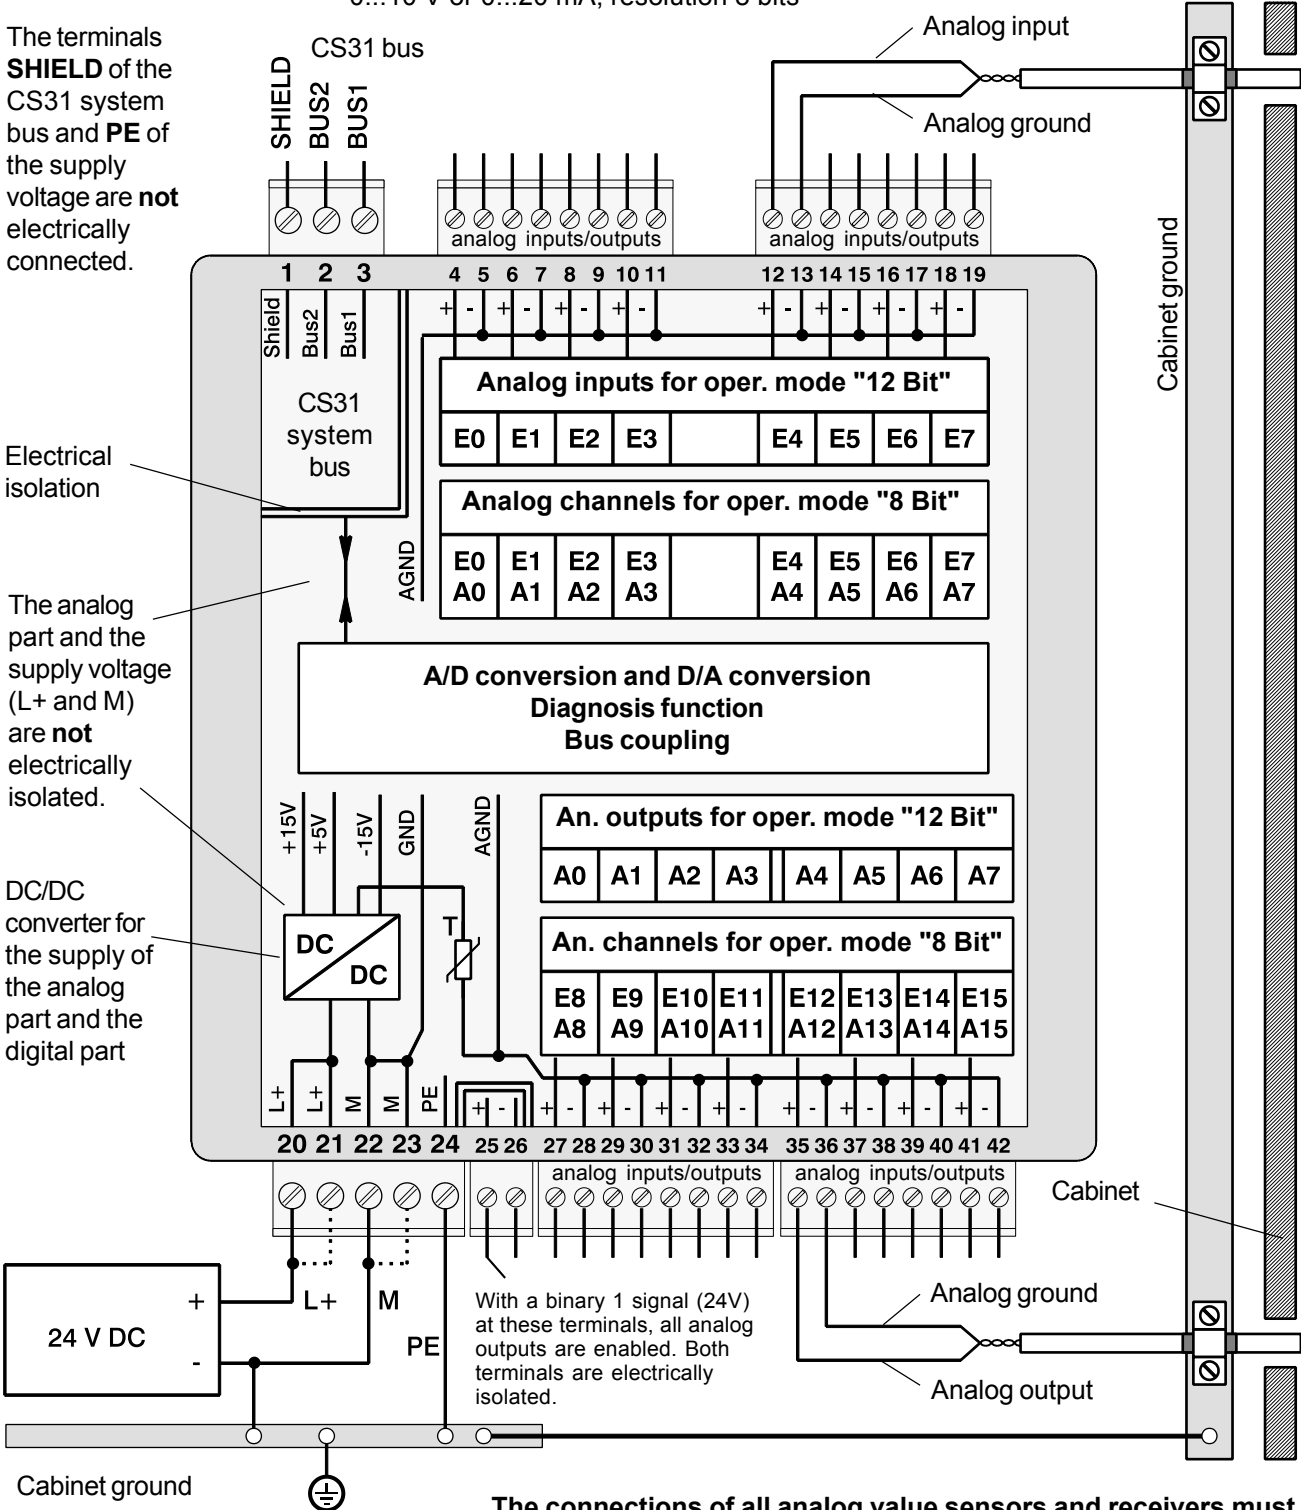 0...10 V or 0...20 mA, resolution 8 bits
The terminals
SHIELD of the
CS31 system
bus and PE of
the supply
voltage are not
electrically
connected.
CS31 bus
SHIELD
BUS2
BUS1
Analog input
Analog ground
Cabinet ground
analog inputs/outputs
analog inputs/outputs
1 2 3 4 5 6 7 8 9 10 11 12 13 14 15 16 17 18 19
Shield
Bus2
Bus1
+ - + - + - + - + - + - + - + -
CS31
system
bus
Analog inputs for oper. mode "12 Bit"
E0 E1 E2 E3 E4 E5 E6 E7
Electrical
isolation
Analog channels for oper. mode "8 Bit"
E0 E1 E2 E3 E4 E5 E6 E7
A0 A1 A2 A3 A4 A5 A6 A7
AGND
The analog
part and the
supply voltage
(L+ and M)
are not
electrically
isolated.
A/D conversion and D/A conversion
Diagnosis function
Bus coupling
+15V
+5V
-15V
GND
AGND
An. outputs for oper. mode "12 Bit"
A0 A1 A2 A3 A4 A5 A6 A7
DC/DC
converter for
the supply of
the analog
part and the
digital part
DC
DC
T
An. channels for oper. mode "8 Bit"
E8 E9 E10 E11 E12 E13 E14 E15
A8 A9 A10 A11 A12 A13 A14 A15
L+
L+
M
M
PE
+ - + - + - + - + - + - + - + - + -
20 21 22 23 24 25 26 27 28 29 30 31 32 33 34 35 36 37 38 39 40 41 42
analog inputs/outputs
analog inputs/outputs
Cabinet
24 V DC
+
-
L+
M
PE
With a binary 1 signal (24V)
at these terminals, all analog
outputs are enabled. Both
terminals are electrically
isolated.
Analog ground
Analog output
Cabinet ground
The connections of all analog value sensors and receivers must